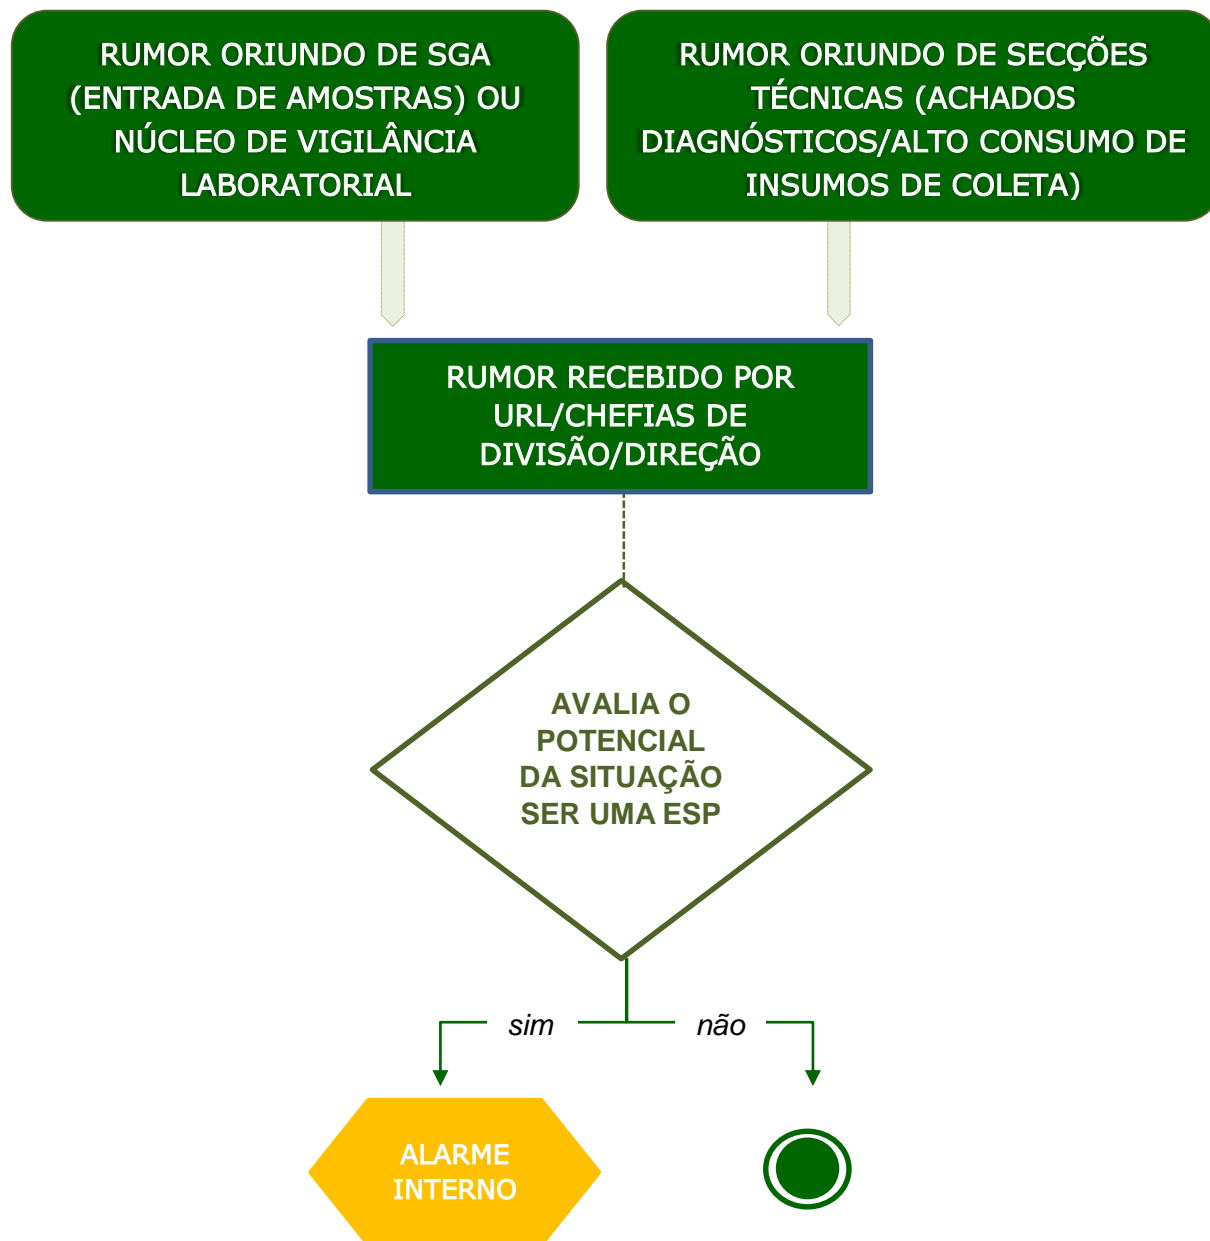 RUMOR ORIUNDO DE SGA
(ENTRADA DE AMOSTRAS) OU
NÚCLEO DE VIGILÂNCIA
LABORATORIAL
RUMOR ORIUNDO DE SECÇÕES
TÉCNICAS (ACHADOS
DIAGNÓSTICOS/ALTO CONSUMO DE
INSUMOS DE COLETA)
RUMOR RECEBIDO POR
URL/CHEFIAS DE
DIVISÃO/DIREÇÃO
AVALIA O
POTENCIAL
DA SITUAÇÃO
SER UMA ESP
sim
não
ALARME
INTERNO